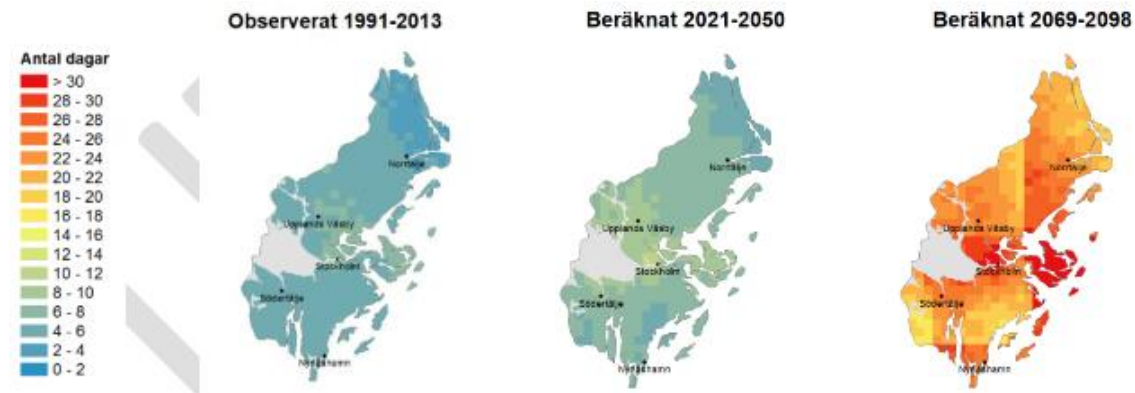 Observerat 1991-2013
Beräknat 2021-2050
Beräknat 2069-2098
Antal dagar
> 30
28 - 30
26 - 28
24 - 26
22 - 24
20 - 22
18 - 20
16 - 18
14 - 16
12 - 14
10 - 12
8 - 10
6 - 8
4 - 6
2 - 4
0 - 2
Norrtälje
Upplands Väsby
Stockholm
Södertälje
Nynäshamn
Norrtälje
Upplands Väsby
Stockholm
Södertälje
Nynäshamn
Norrtälje
Upplands Väsby
Stockholm
Södertälje
Nynäshamn